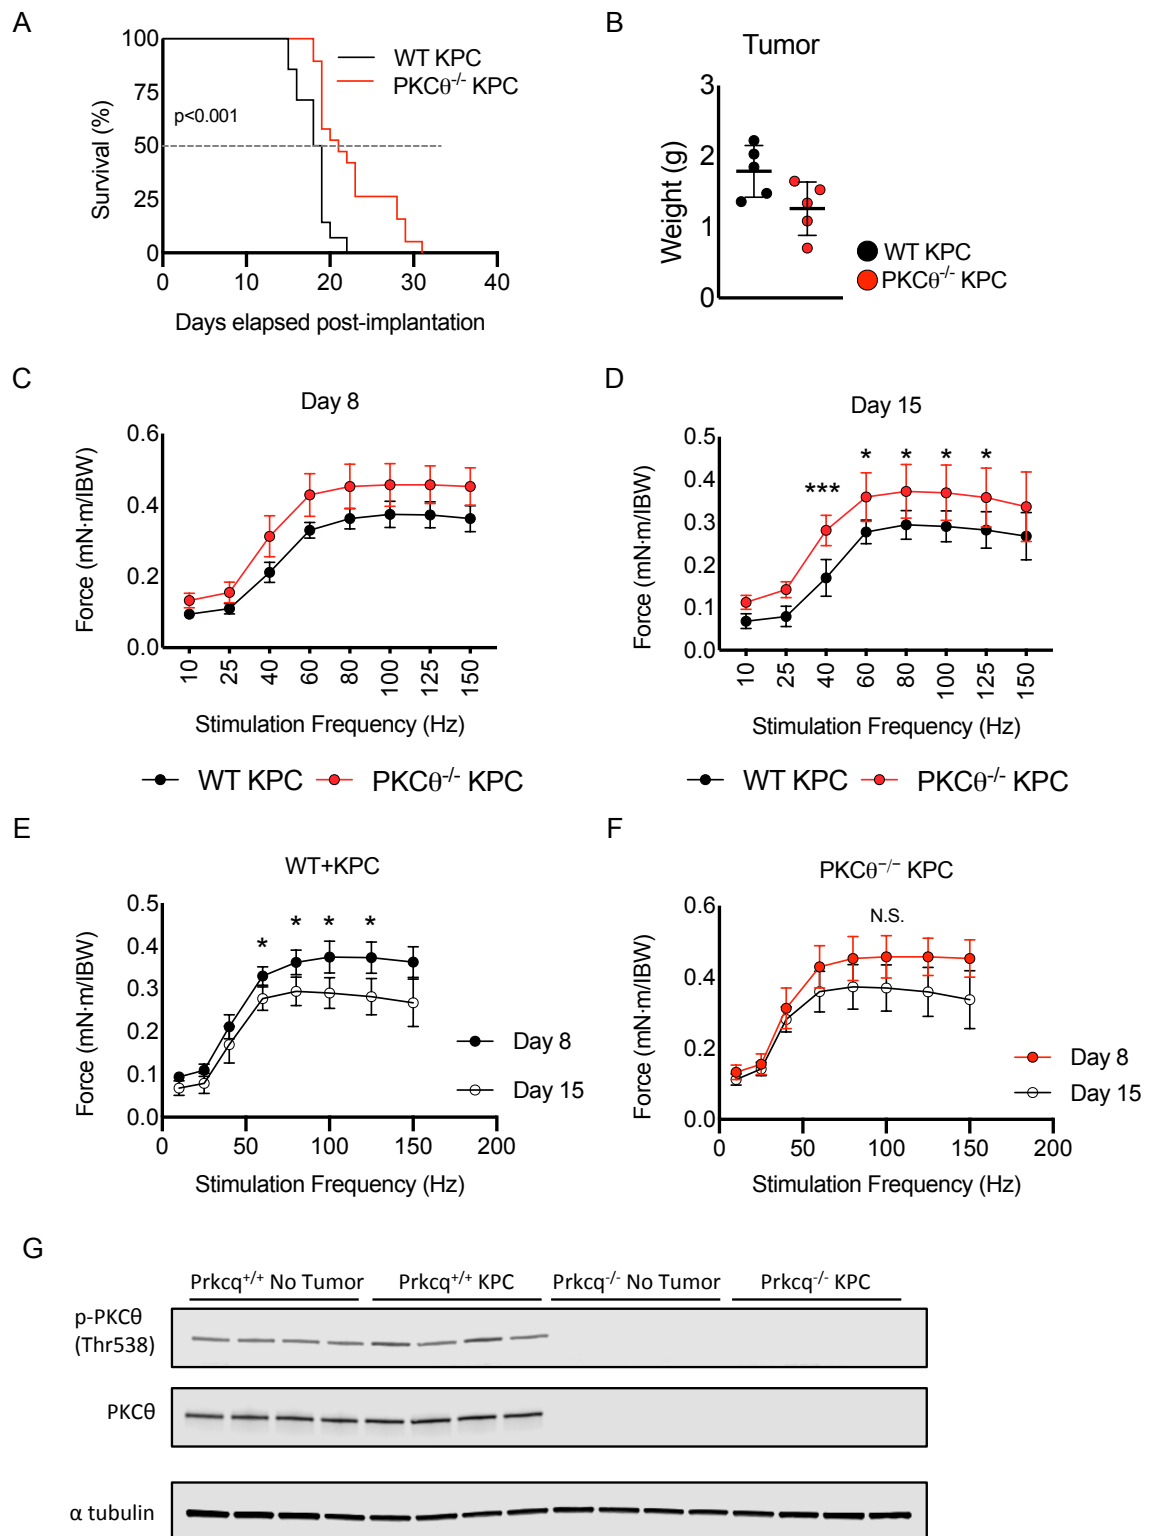 A
100
75
50
25
0
Survival (%)
p<0.001
WT KPC
PKCθ-/- KPC
0 10 20 30 40
Days elapsed post-implantation
B
Tumor
3
2
1
0
Weight (g)
WT KPC
PKCθ-/- KPC
C
Day 8
0.6
0.4
0.2
0.0
Force (mN·m/IBW)
10 25 40 60 80 100 125 150
Stimulation Frequency (Hz)
WT KPC PKCθ-/- KPC
D
Day 15
0.5
0.4
0.3
0.2
0.1
0.0
Force (mN·m/IBW)
*** * * * *
10 25 40 60 80 100 125 150
Stimulation Frequency (Hz)
WT KPC PKCθ-/- KPC
E
WT+KPC
0.5
0.4
0.3
0.2
0.1
0.0
Force (mN·m/IBW)
* * * *
Day 8
Day 15
0 50 100 150 200
Stimulation Frequency (Hz)
F
PKCθ−/− KPC
0.6
0.4
0.2
0.0
Force (mN·m/IBW)
N.S.
Day 8
Day 15
0 50 100 150 200
Stimulation Frequency (Hz)
G
Prkcq+/+ No Tumor Prkcq+/+ KPC Prkcq-/- No Tumor Prkcq-/- KPC
p-PKCθ
(Thr538)
PKCθ
α tubulin